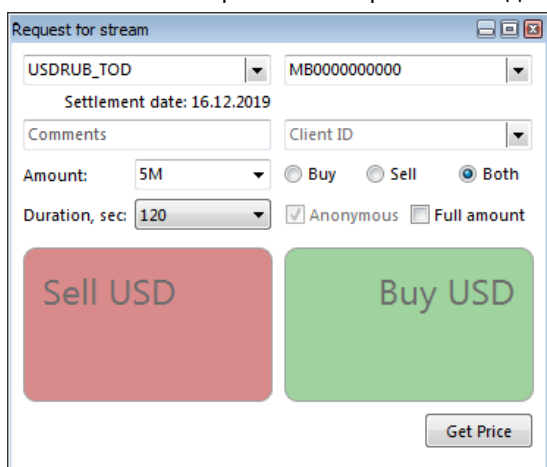 Request for stream
USDRUB_TOD MB0000000000
Settlement date: 16.12.2019
Comments Client ID
Amount: 5M Buy Sell Both
Duration, sec: 120 Anonymous Full amount
Sell USD Buy USD
Get Price